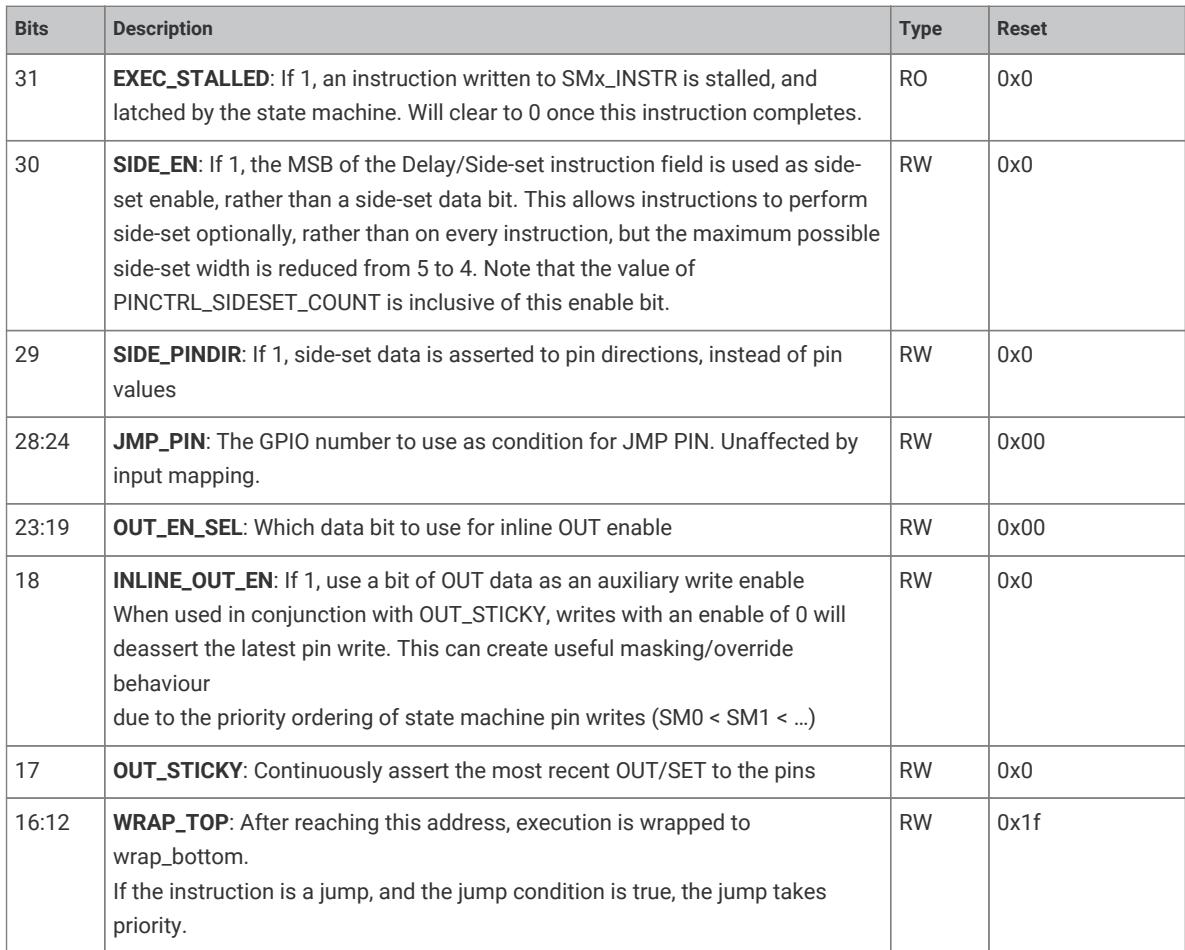 Bits Description Type Reset
31 EXEC_STALLED: If 1, an instruction written to SMx_INSTR is stalled, and RO 0x0
latched by the state machine. Will clear to 0 once this instruction completes.
30 SIDE_EN: If 1, the MSB of the Delay/Side-set instruction field is used as side- RW 0x0
set enable, rather than a side-set data bit. This allows instructions to perform
side-set optionally, rather than on every instruction, but the maximum possible
side-set width is reduced from 5 to 4. Note that the value of
PINCTRL_SIDESET_COUNT is inclusive of this enable bit.
29 SIDE_PINDIR: If 1, side-set data is asserted to pin directions, instead of pin RW 0x0
values
28:24 JMP_PIN: The GPIO number to use as condition for JMP PIN. Unaffected by RW 0x00
input mapping.
23:19 OUT_EN_SEL: Which data bit to use for inline OUT enable RW 0x00
18 INLINE_OUT_EN: If 1, use a bit of OUT data as an auxiliary write enable RW 0x0
When used in conjunction with OUT_STICKY, writes with an enable of 0 will
deassert the latest pin write. This can create useful masking/override
behaviour
due to the priority ordering of state machine pin writes (SM0 < SM1 < …)
17 OUT_STICKY: Continuously assert the most recent OUT/SET to the pins RW 0x0
16:12 WRAP_TOP: After reaching this address, execution is wrapped to RW 0x1f
wrap_bottom.
If the instruction is a jump, and the jump condition is true, the jump takes
priority.